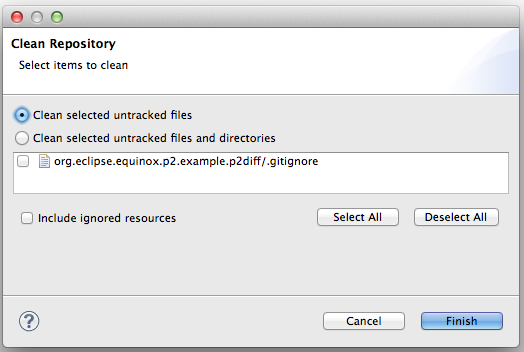 Clean Repository
Select items to clean
Clean selected untracked files
Clean selected untracked files and directories
org.eclipse.equinox.p2.example.p2diff/.gitignore
Include ignored resources
Select All
Deselect All
?
Cancel
Finish